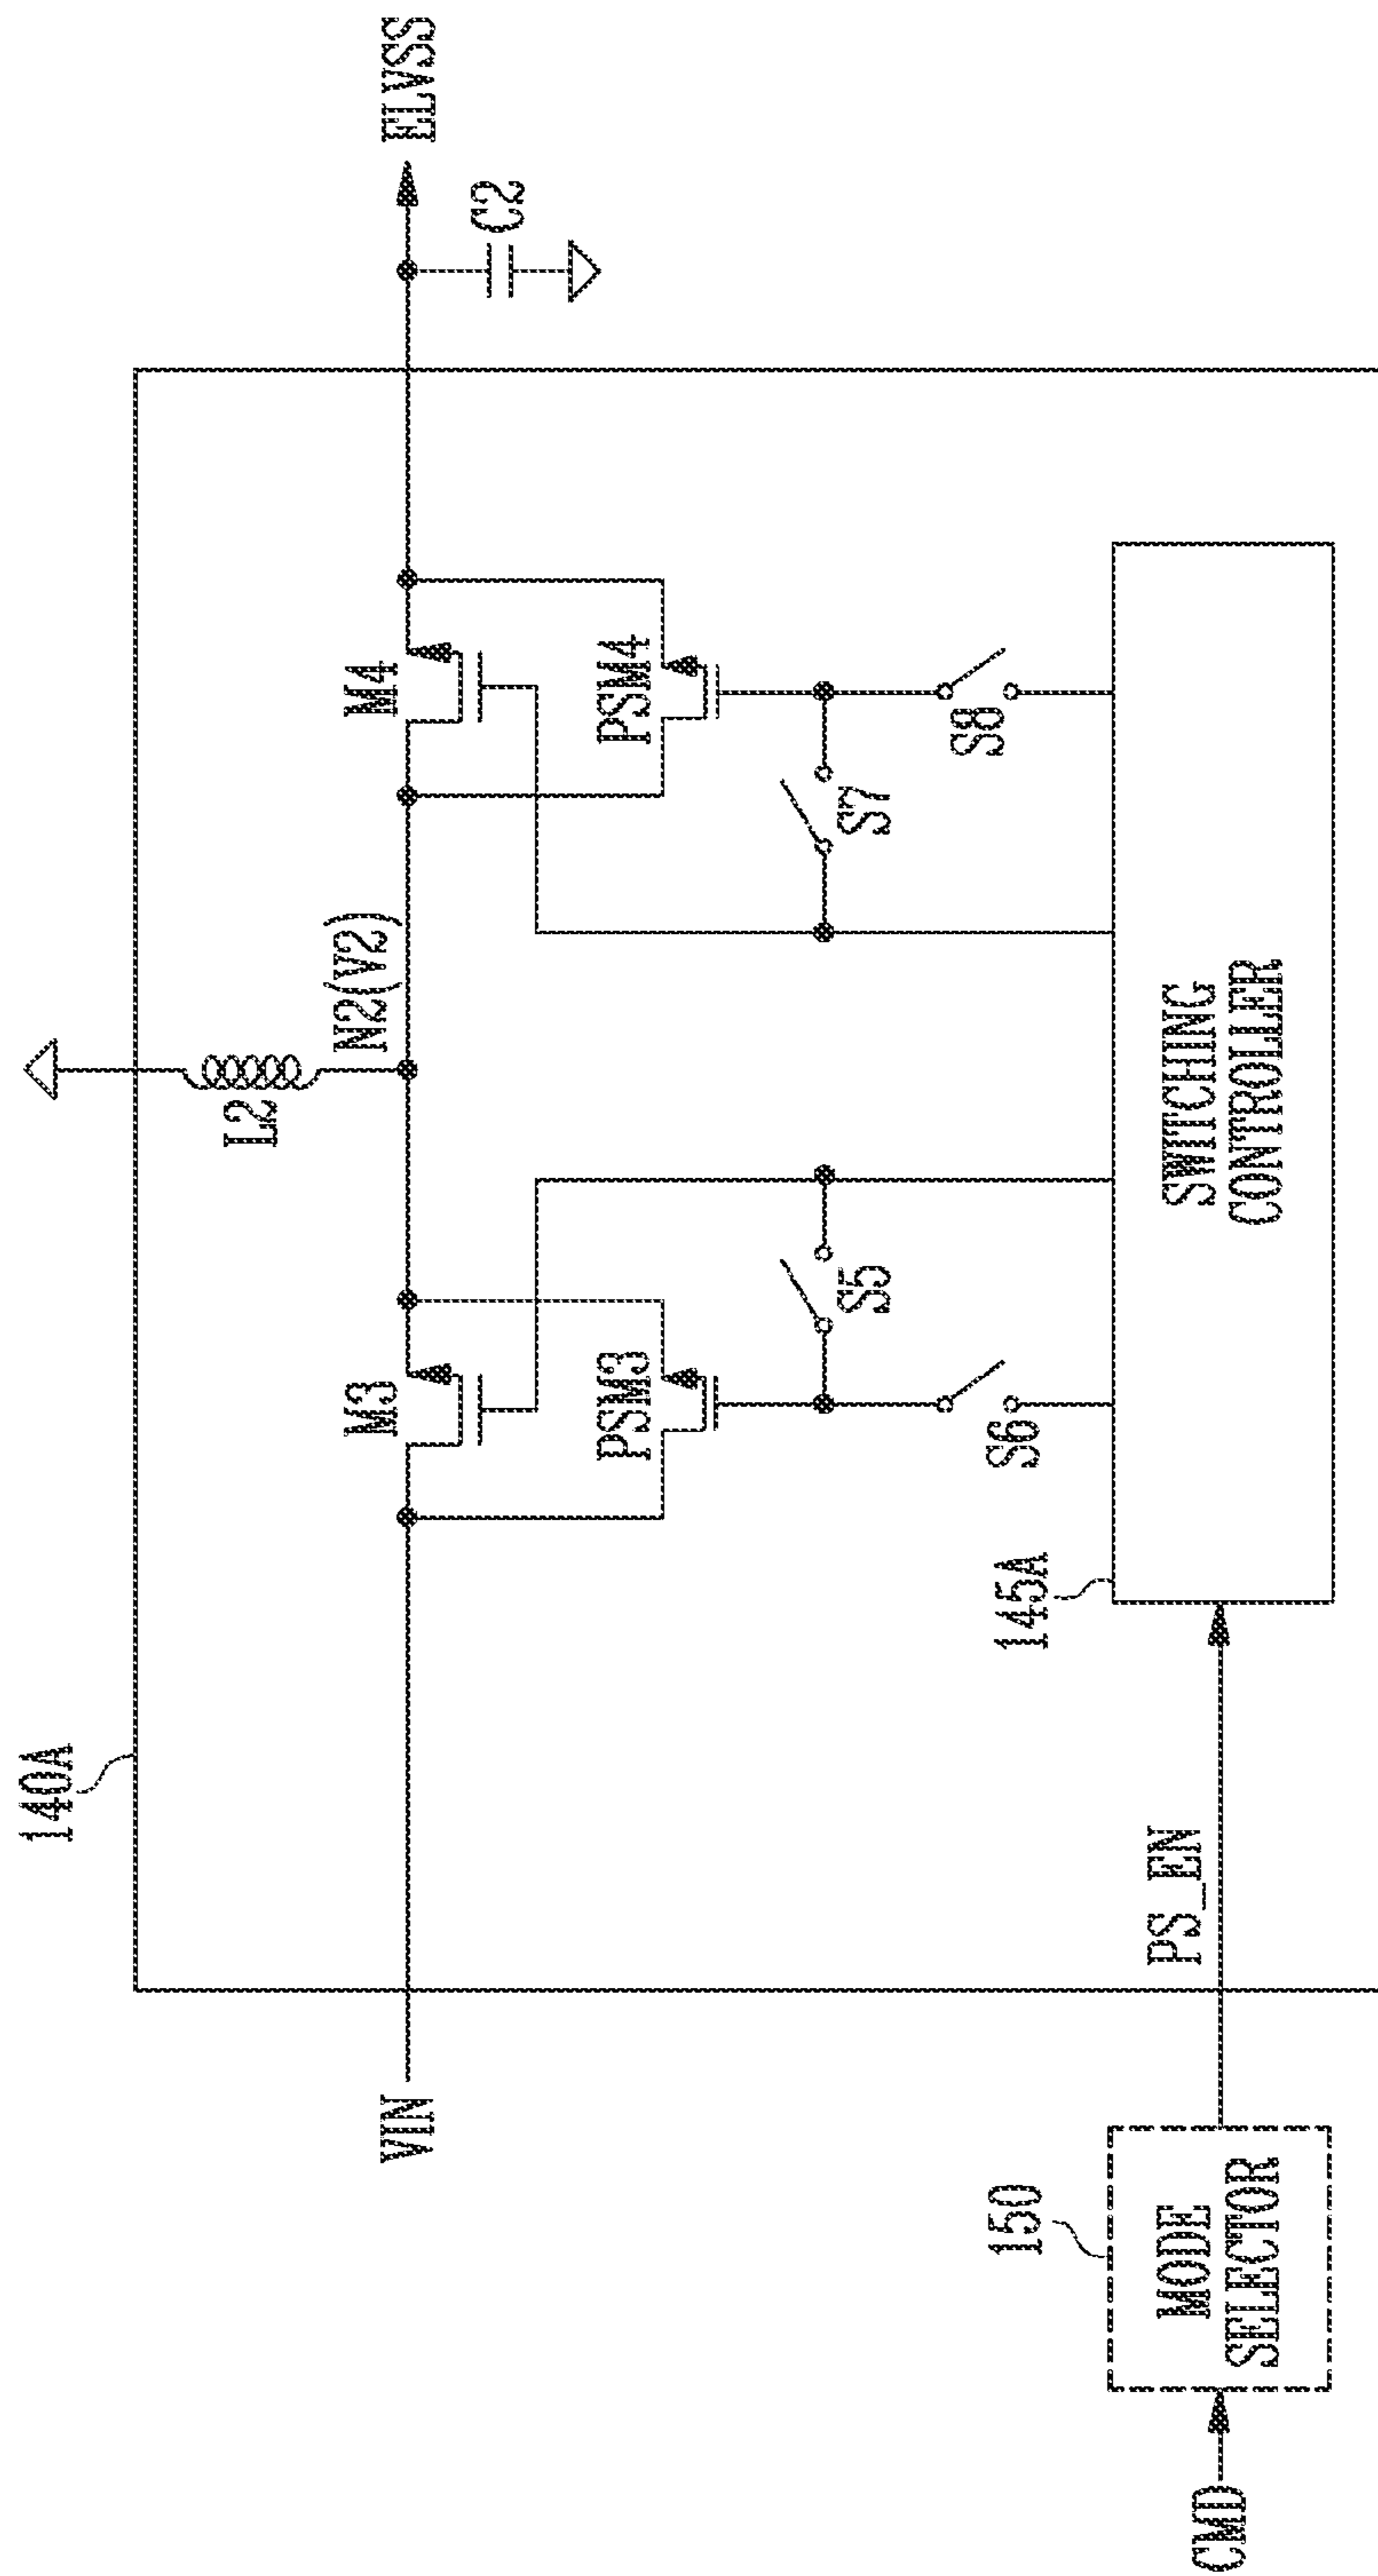 140A
L2
N2(V2)
M3
M4
VIN
ELVSS
C2
PSM3
PSM4
S5
S7
S6
S8
145A
150
PS_EN
CMD
MODE
SELECTOR
SWITCHING
CONTROLLER